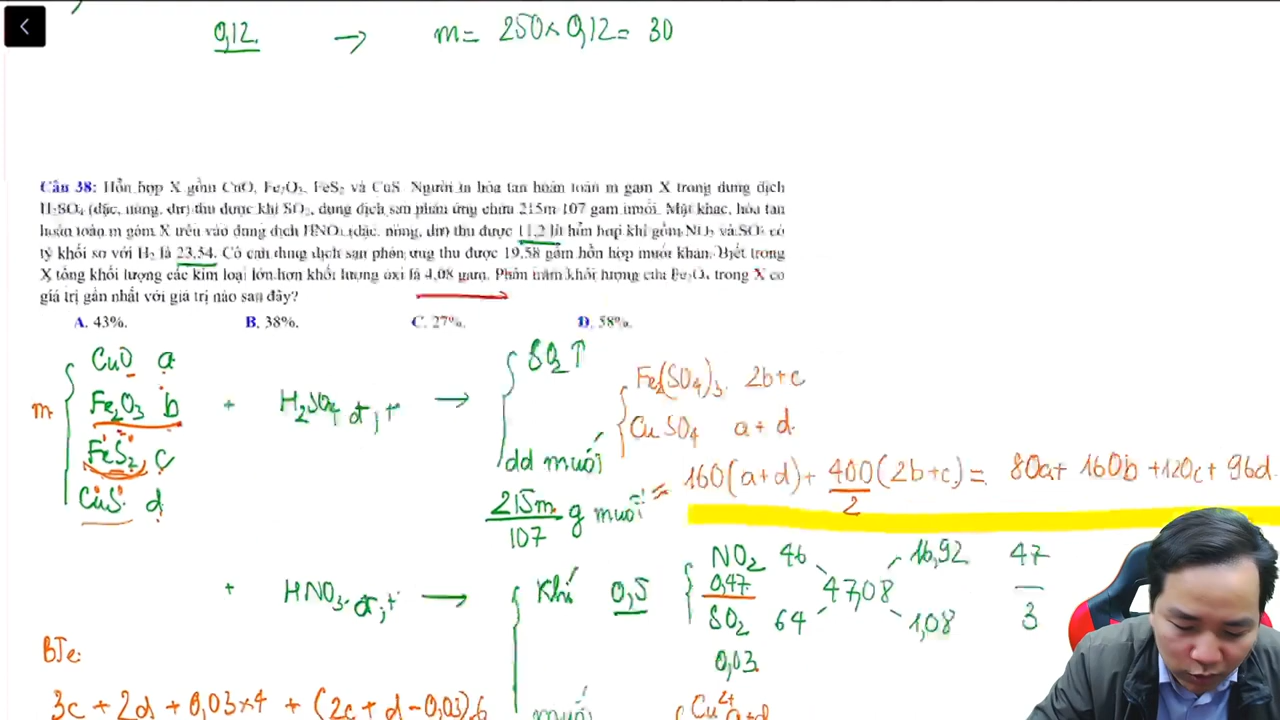 0,12. → m = 250 × 0,12 = 30
Câu 38: Hỗn hợp X gồm CuO, Fe2O3, FeS2 và CuS. Người ta hòa tan hoàn toàn m gam X trong dung dịch
H2SO4 (đặc, nóng, dư) thu được khí SO2, dung dịch sau phản ứng chứa 215m/107 gam muối. Mặt khác, hòa tan
hoàn toàn m gam X trên vào dung dịch HNO3 (đặc, nóng, dư) thu được 11,2 lít hỗn hợp khí gồm NO2 và SO2 có
tỷ khối so với H2 là 23,54. Cô cạn dung dịch sau phản ứng thu được 19,58 gam hỗn hợp muối khan. Biết trong
X tổng khối lượng các kim loại lớn hơn khối lượng oxi là 4,08 gam. Phần trăm khối lượng của Fe2O3 trong X có
giá trị gần nhất với giá trị nào sau đây?
A. 43%. B. 38%. C. 27%. D. 58%.
CuO a
SO2 ↑
Fe2(SO4)3 2b+c
m Fe2O3 b + H2SO4 đ, t →
CuSO4 a+d
FeS2 c
dd muối
160(a+d) + 400/2 (2b+c) = 80a + 160b + 120c + 96d
CuS d
215m/107 g muối
NO2 46 16,92 47
+ HNO3 đ, t → Khí 0,5 0,47 47,08
SO2 64 1,08 3
0,03
BTe:
3c + 2d + 0,03×4 + (2c + d - 0,03).6
muối Cu2+ a+d